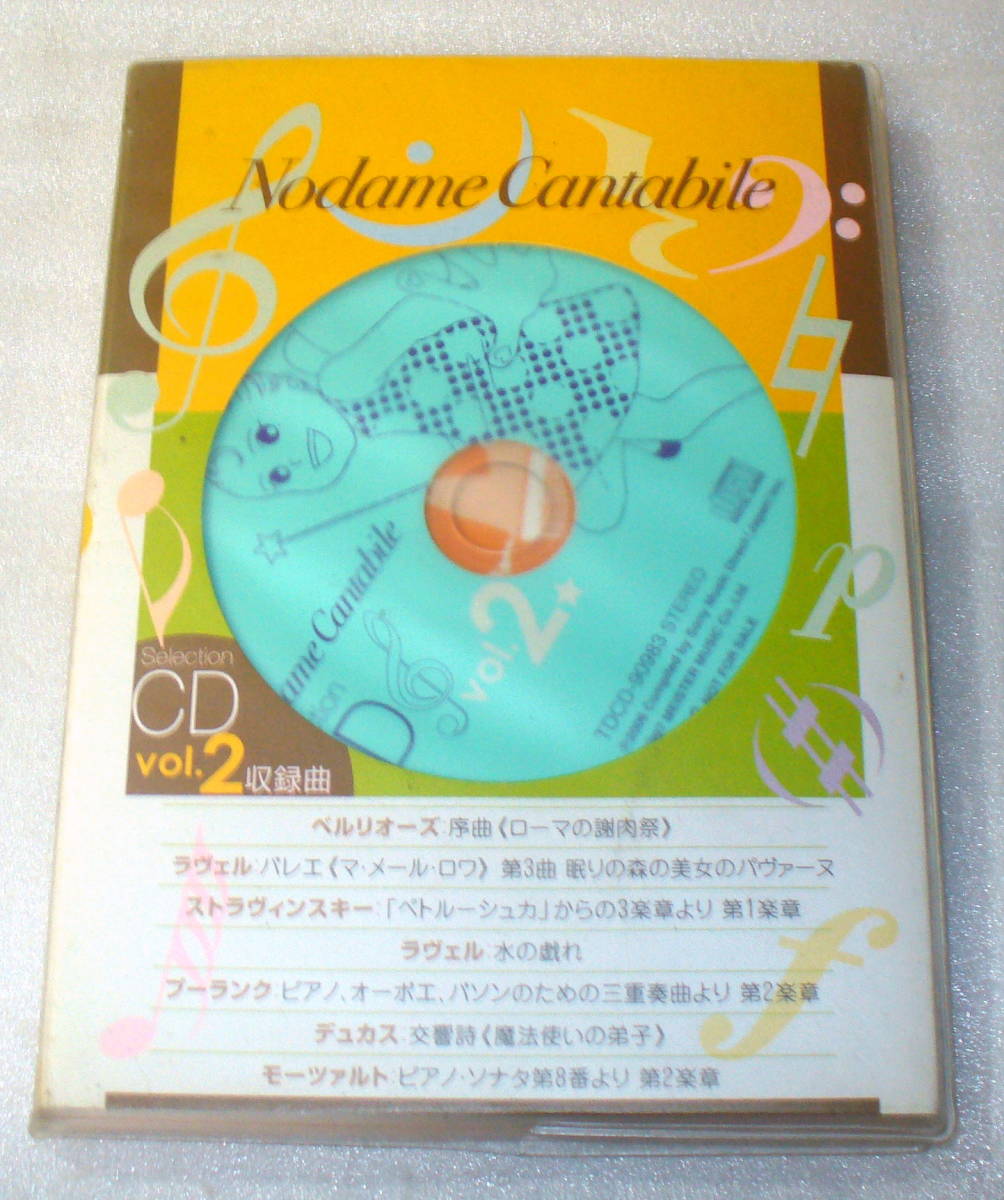 Nodame Cantabile
ame Cantabile
vol.2
TDCD-90983 STEREO
NOT FOR SALE
Selection
CD
vol.2収録曲
ベルリオーズ:序曲《ローマの謝肉祭》
ラヴェル:バレエ《マ・メール・ロワ》 第3曲 眠りの森の美女のパヴァーヌ
ストラヴィンスキー:「ペトルーシュカ」からの3楽章より 第1楽章
ラヴェル:水の戯れ
プーランク:ピアノ、オーボエ、バソンのための三重奏曲より 第2楽章
デュカス:交響詩《魔法使いの弟子》
モーツァルト:ピアノ・ソナタ第8番より 第2楽章